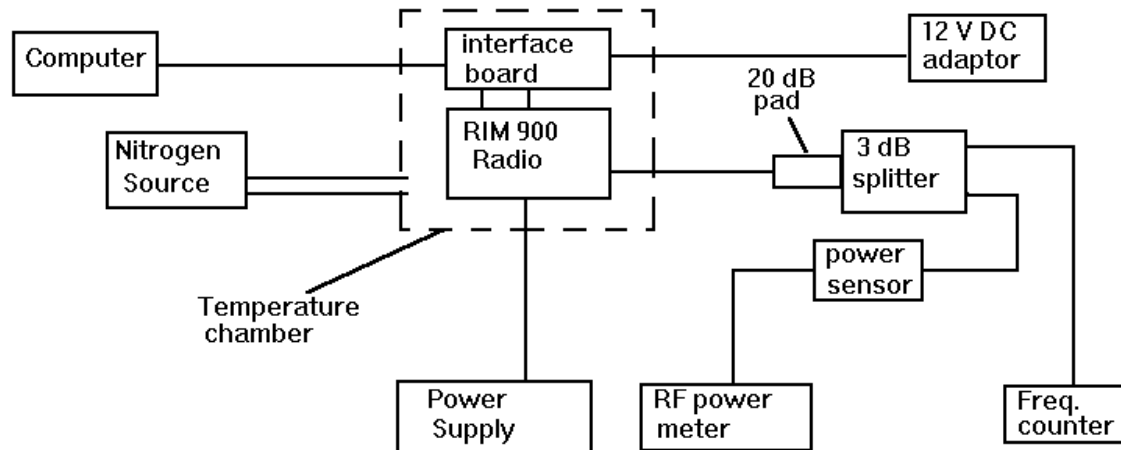 Computer
interface
board
12 V DC
adaptor
20 dB
pad
Nitrogen
Source
RIM 900
Radio
3 dB
splitter
power
sensor
Temperature
chamber
Power
Supply
RF power
meter
Freq.
counter